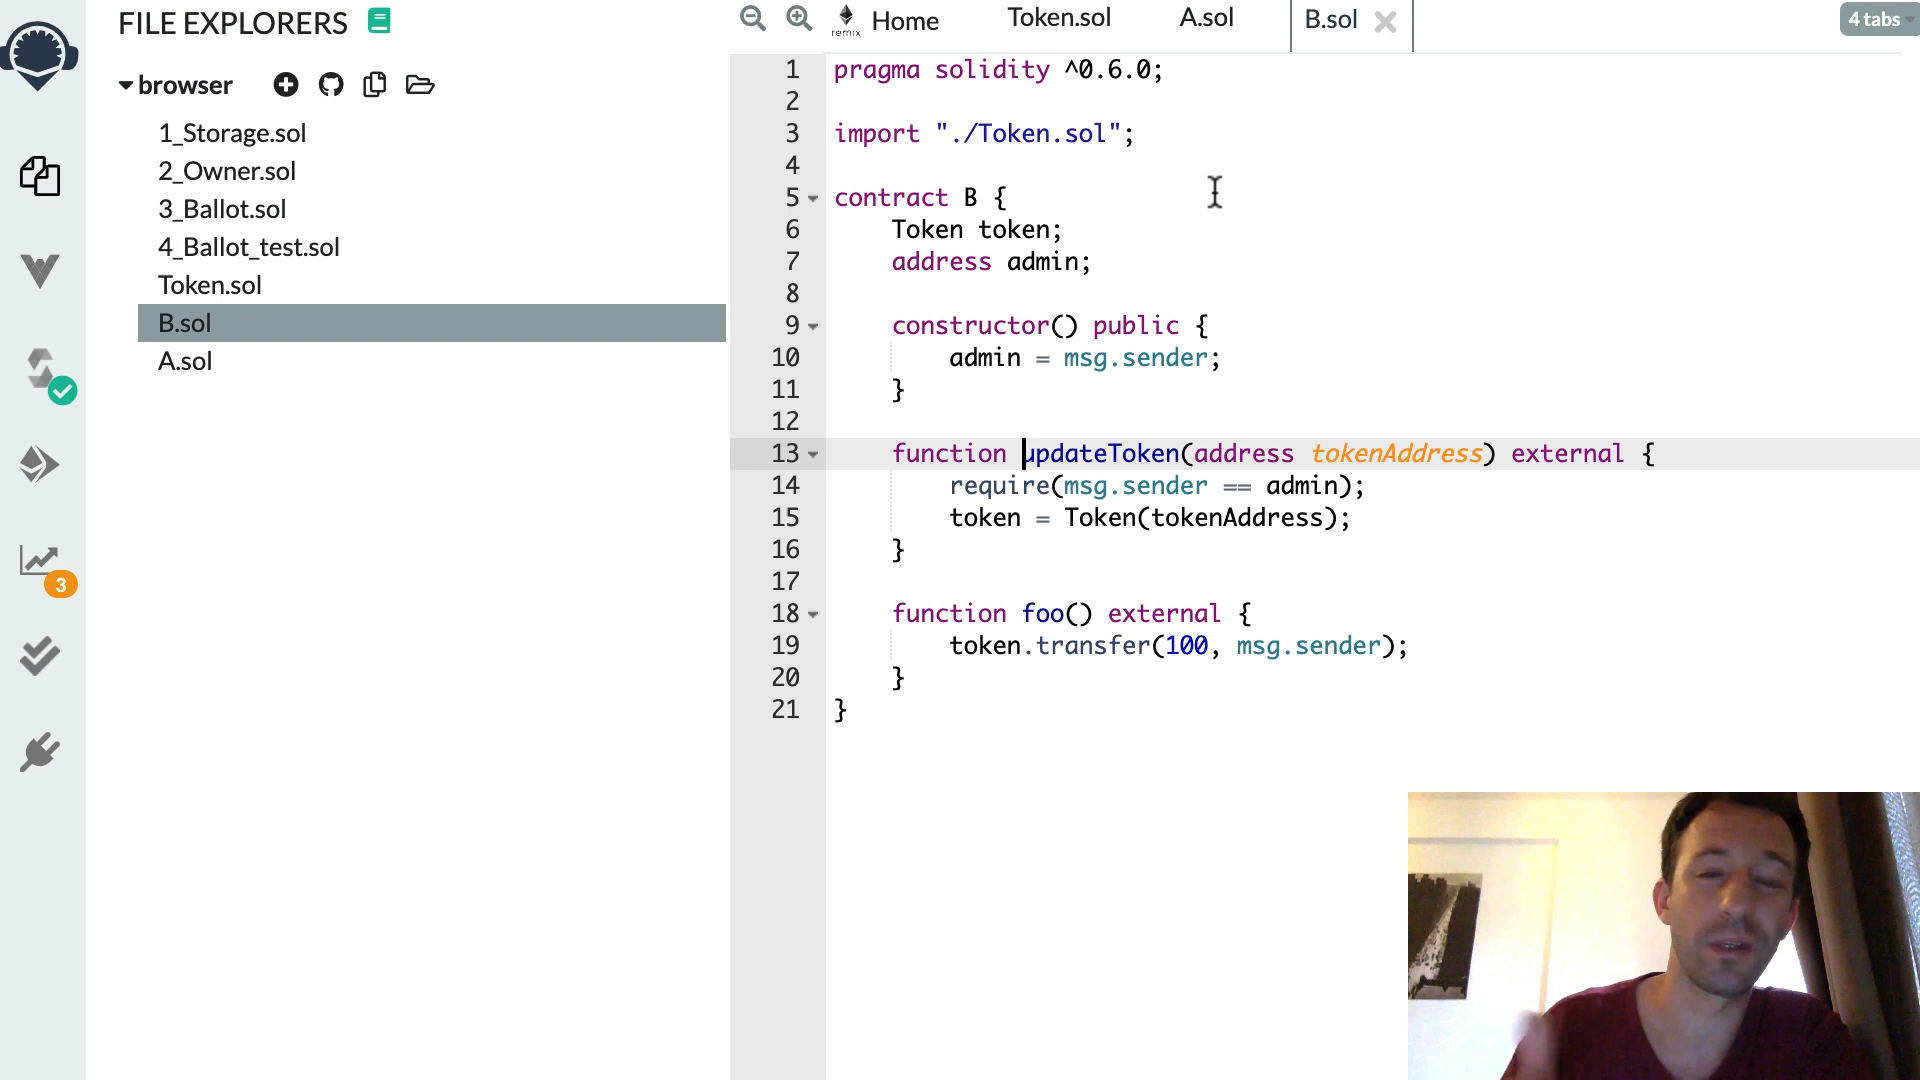 FILE EXPLORERS
browser
1_Storage.sol
2_Owner.sol
3_Ballot.sol
4_Ballot_test.sol
Token.sol
B.sol
A.sol
3
remix
Home
Token.sol
A.sol
B.sol
4 tabs
1 pragma solidity ^0.6.0;
2
3 import "./Token.sol";
4
5 contract B {
6 Token token;
7 address admin;
8
9 constructor() public {
10 admin = msg.sender;
11 }
12
13 function updateToken(address tokenAddress) external {
14 require(msg.sender == admin);
15 token = Token(tokenAddress);
16 }
17
18 function foo() external {
19 token.transfer(100, msg.sender);
20 }
21 }